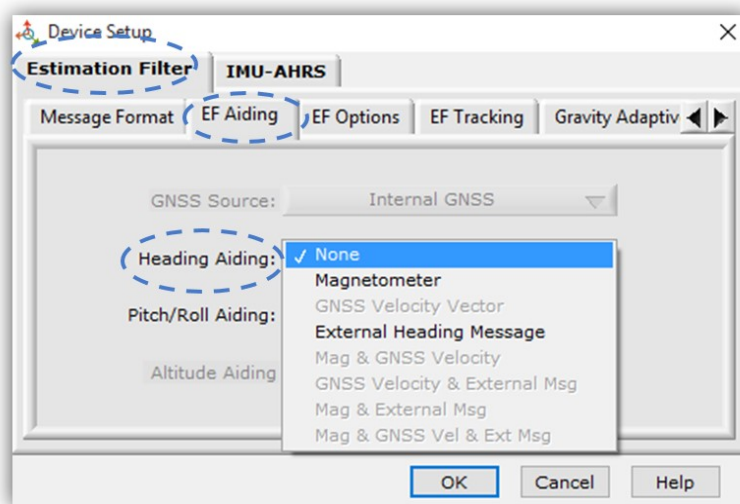 Device Setup
Estimation Filter IMU-AHRS
Message Format EF Aiding EF Options EF Tracking Gravity Adaptiv
GNSS Source: Internal GNSS
Heading Aiding: ✓ None
Magnetometer
GNSS Velocity Vector
Pitch/Roll Aiding: External Heading Message
Mag & GNSS Velocity
Altitude Aiding GNSS Velocity & External Msg
Mag & External Msg
Mag & GNSS Vel & Ext Msg
OK Cancel Help